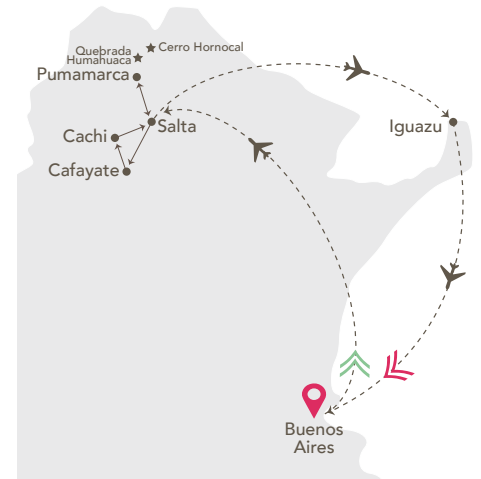 Quebrada
Humahuaca
Cerro Hornocal
Pumamarca
Salta
Cachi
Cafayate
Iguazu
Buenos
Aires